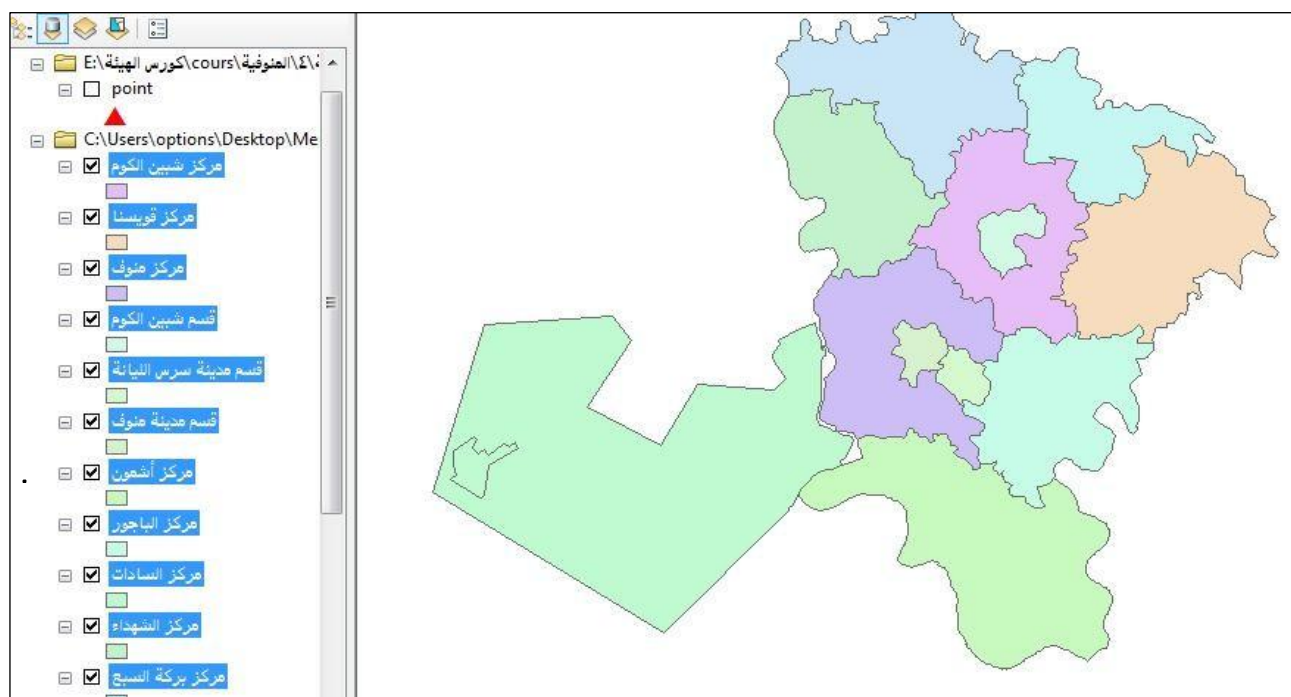 E:\كورس الهيئة\cours\المنوفية\٤\ة
point
C:\Users\options\Desktop\Me
مركز شبين الكوم
مركز قويسنا
مركز منوف
قسم شبين الكوم
قسم مدينة سرس الليانة
قسم مدينة منوف
مركز أشمون
مركز الباجور
مركز السادات
مركز الشهداء
مركز بركة السبع